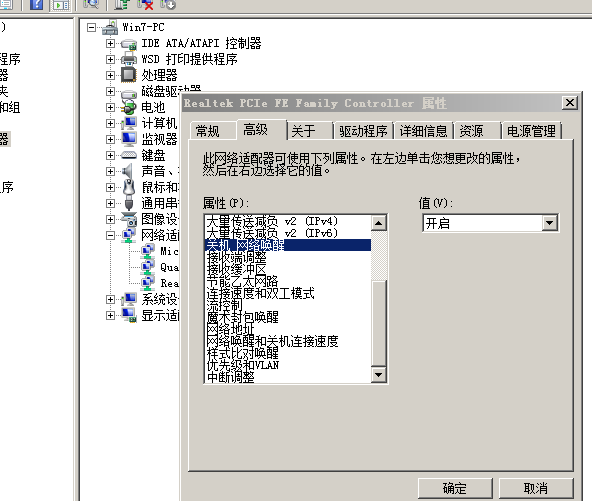 )
Win7-PC
IDE ATA/ATAPI 控制器
程序
WSD 打印提供程序
器
处理器
夹
磁盘驱动器
和组
电池
Realtek PCIe FE Family Controller 属性
计算机
器
监视器
常规
高级
关于
驱动程序
详细信息
资源
电源管理
键盘
此网络适配器可使用下列属性。在左边单击您想更改的属性，
然后在右边选择它的值。
声音、
序
鼠标和
属性(P):
值(V):
通用串
大量传送减负 v2 (IPv4)
开启
图像设
大量传送减负 v2 (IPv6)
网络适
关机 网络唤醒
Mic
接收端调整
接收缓冲区
Qua
节能乙太网路
Rea
连接速度和双工模式
系统设
流控制
显示适
魔术封包唤醒
网络地址
网络唤醒和关机连接速度
样式比对唤醒
优先级和VLAN
中断调整
确定
取消